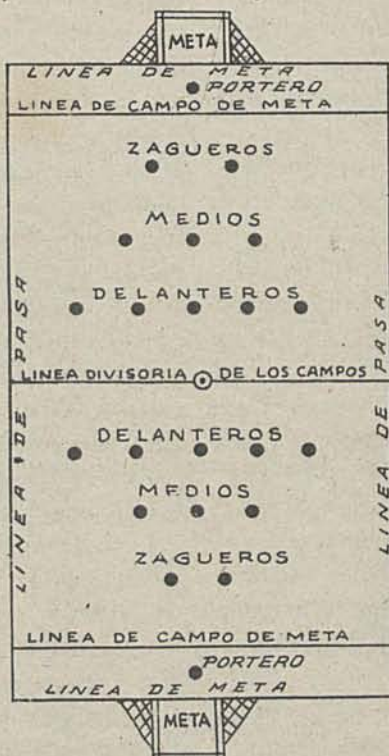 META
LINEA DE META
PORTERO
LINEA DE CAMPO DE META
ZAGUEROS
MEDIOS
DELANTEROS
LINEA DE PASA
LINEA DE PASA
LINEA DIVISORIA DE LOS CAMPOS
DELANTEROS
MEDIOS
ZAGUEROS
LINEA DE CAMPO DE META
PORTERO
LINEA DE META
META